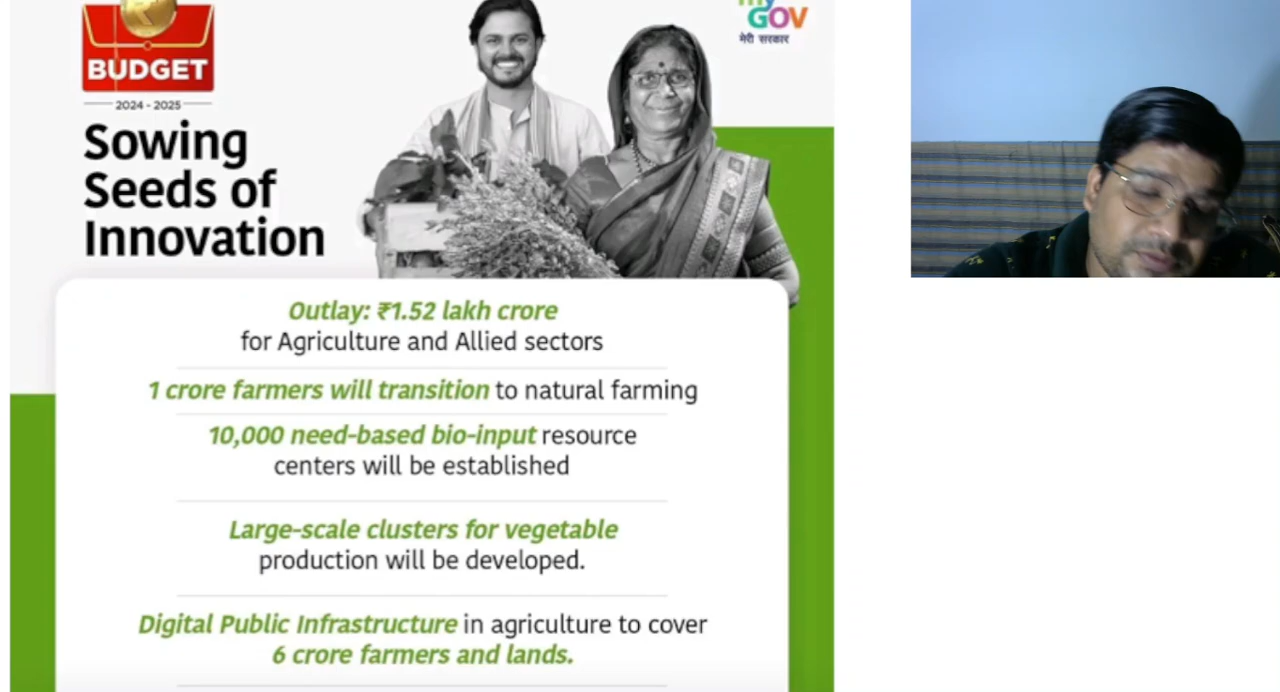 BUDGET
2024 - 2025
my
GOV
मेरी सरकार
Sowing
Seeds of
Innovation
Outlay: ₹1.52 lakh crore
for Agriculture and Allied sectors
1 crore farmers will transition to natural farming
10,000 need-based bio-input resource
centers will be established
Large-scale clusters for vegetable
production will be developed.
Digital Public Infrastructure in agriculture to cover
6 crore farmers and lands.